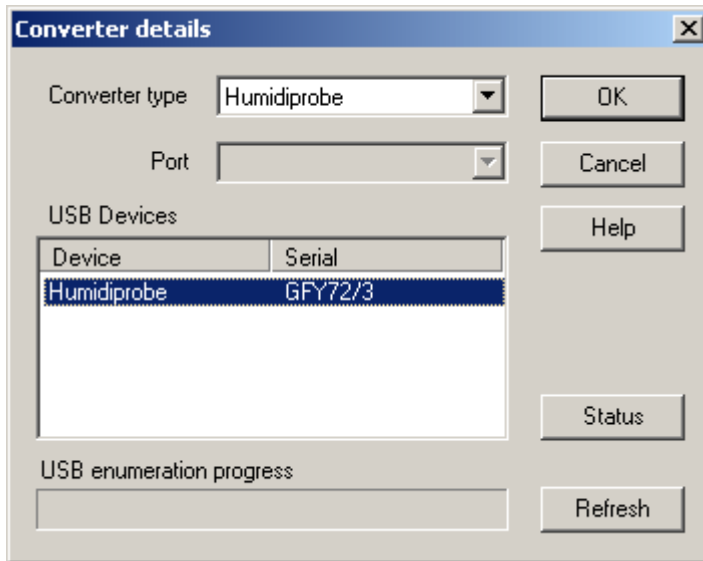 Converter details
Converter type Humidiprobe OK
Port Cancel
USB Devices
Help
Device Serial
Humidiprobe GFY72/3
Status
USB enumeration progress
Refresh